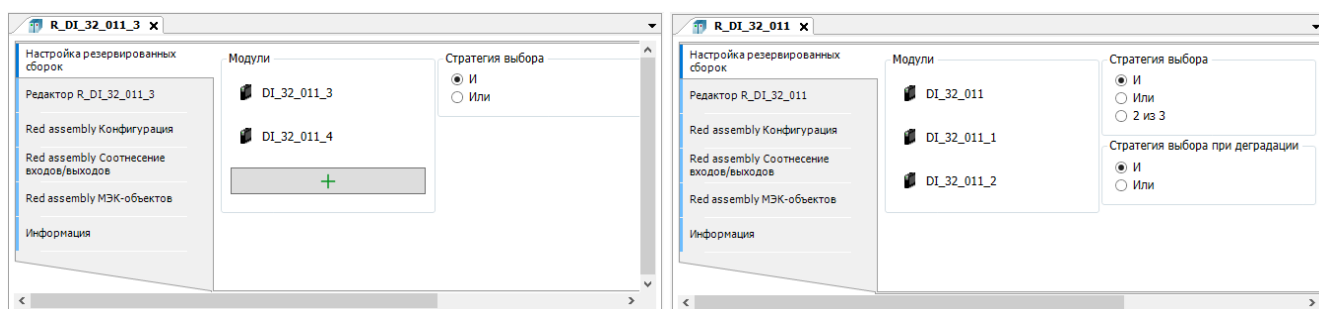 R_DI_32_011_3
Настройка резервированных
сборок
Редактор R_DI_32_011_3
Red assembly Конфигурация
Red assembly Соотнесение
входов/выходов
Red assembly МЭК-объектов
Информация
Модули
DI_32_011_3
DI_32_011_4
Стратегия выбора
И
Или
R_DI_32_011
Настройка резервированных
сборок
Редактор R_DI_32_011
Red assembly Конфигурация
Red assembly Соотнесение
входов/выходов
Red assembly МЭК-объектов
Информация
Модули
DI_32_011
DI_32_011_1
DI_32_011_2
Стратегия выбора
И
Или
2 из 3
Стратегия выбора при деградации
И
Или